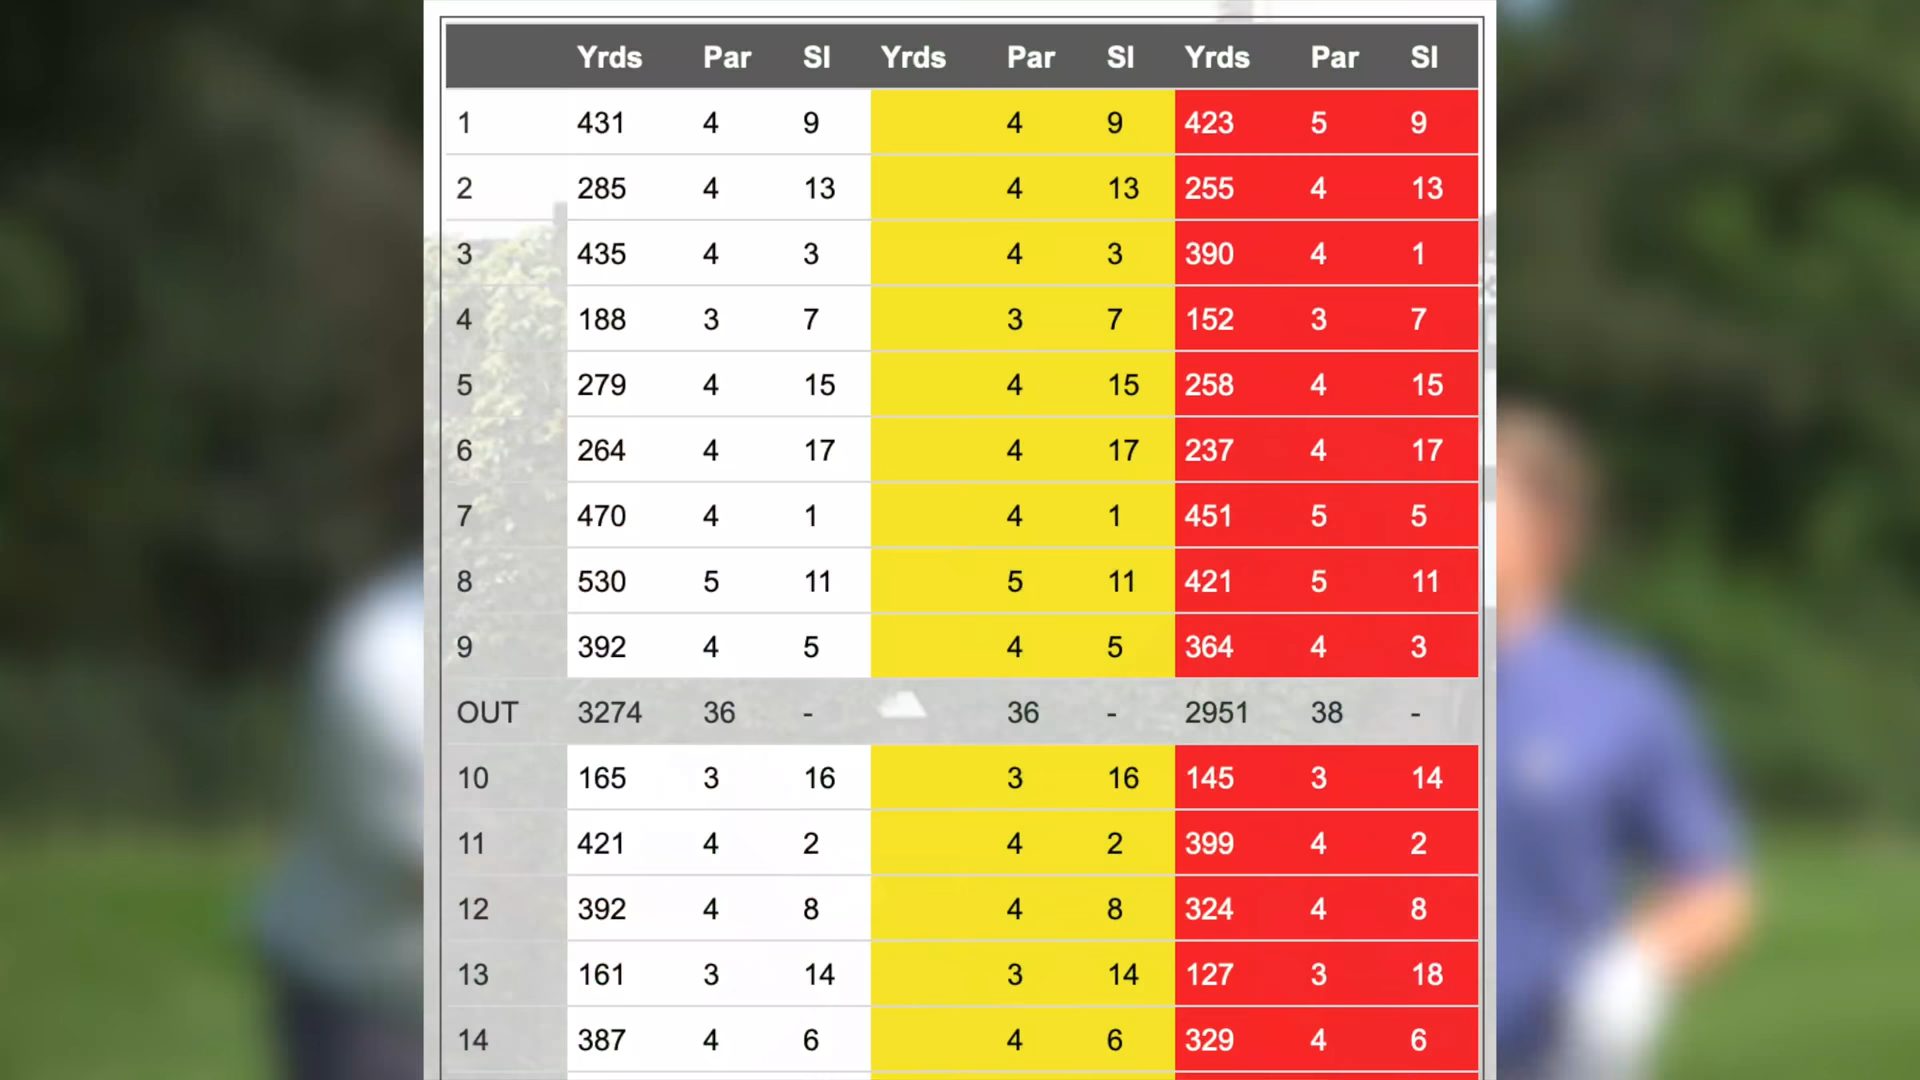 Yrds Par SI Yrds Par SI Yrds Par SI
1 431 4 9 4 9 423 5 9
2 285 4 13 4 13 255 4 13
3 435 4 3 4 3 390 4 1
4 188 3 7 3 7 152 3 7
5 279 4 15 4 15 258 4 15
6 264 4 17 4 17 237 4 17
7 470 4 1 4 1 451 5 5
8 530 5 11 5 11 421 5 11
9 392 4 5 4 5 364 4 3
OUT 3274 36 - 36 - 2951 38 -
10 165 3 16 3 16 145 3 14
11 421 4 2 4 2 399 4 2
12 392 4 8 4 8 324 4 8
13 161 3 14 3 14 127 3 18
14 387 4 6 4 6 329 4 6